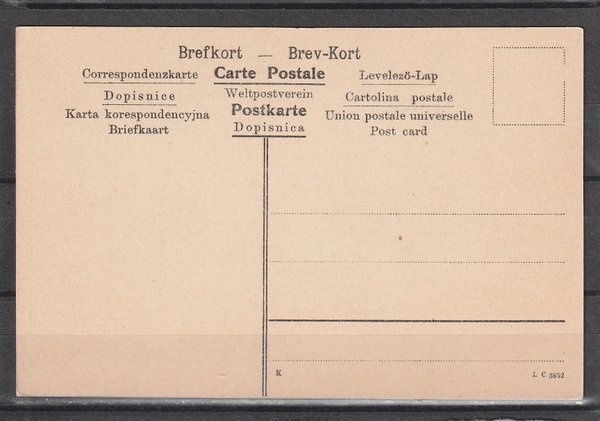 Brefkort — Brev-Kort
Correspondenzkarte Carte Postale Levelező-Lap
Dopisnice Weltpostverein Cartolina postale
Karta korespondencyjna Postkarte Union postale universelle
Briefkaart Dopisnica Post card
K L. C 3842